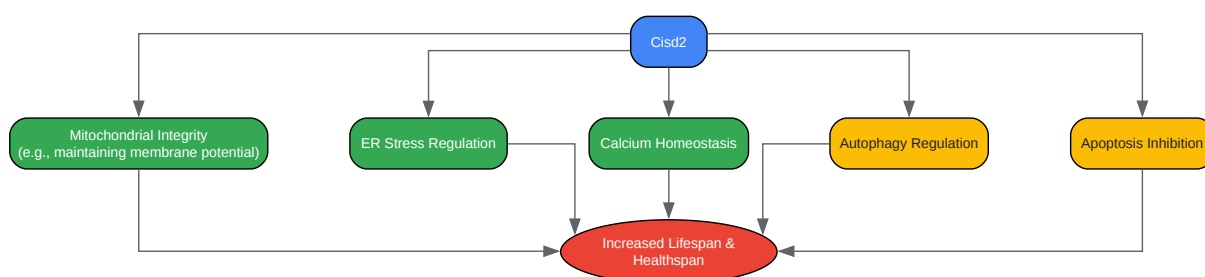 Cisd2
Mitochondrial Integrity
(e.g., maintaining membrane potential)
ER Stress Regulation
Calcium Homeostasis
Autophagy Regulation
Apoptosis Inhibition
Increased Lifespan &
Healthspan